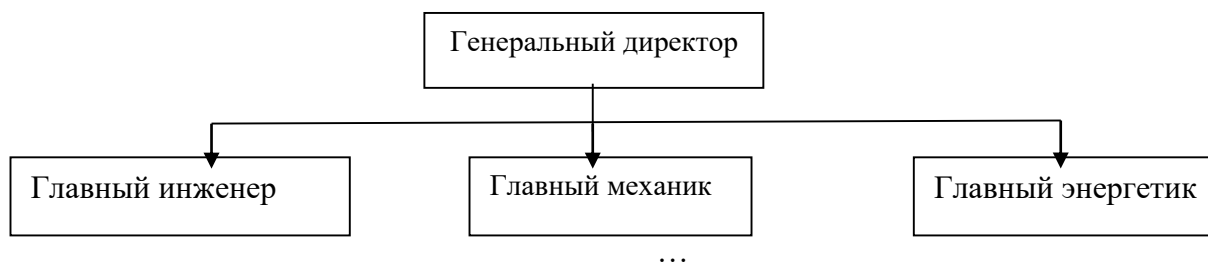 Генеральный директор
Главный инженер
Главный механик
Главный энергетик
…